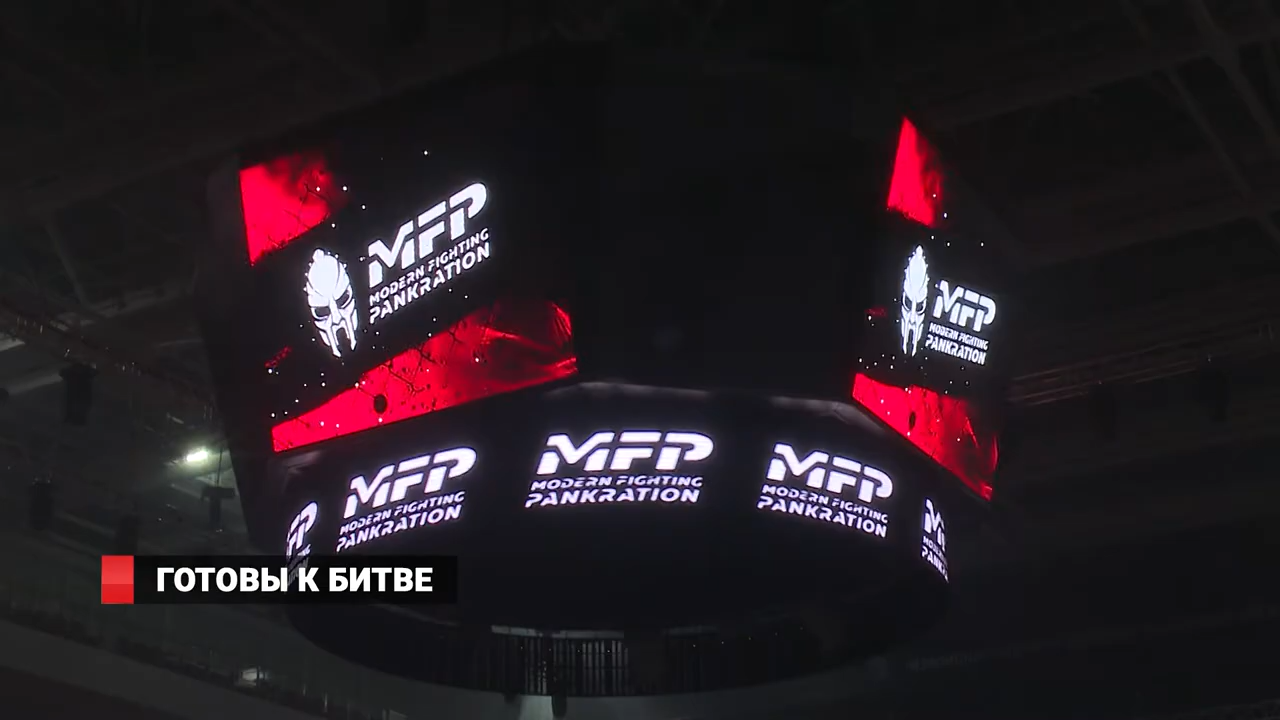 MFP
MODERN FIGHTING
PANKRATION
MFP
MODERN FIGHTING
PANKRATION
MFP
MODERN FIGHTING
PANKRATION
MFP
MODERN FIGHTING
PANKRATION
MFP
MODERN FIGHTING
PANKRATION
ГОТОВЫ К БИТВЕ